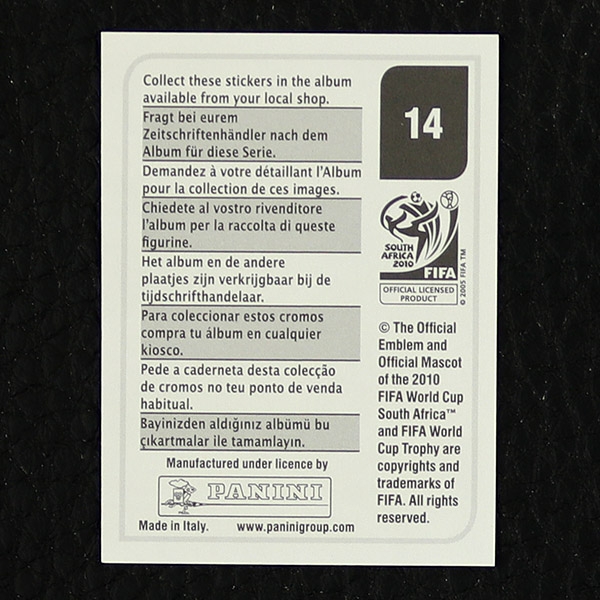 Collect these stickers in the album
available from your local shop.
Fragt bei eurem
Zeitschriftenhändler nach dem
Album für diese Serie.
Demandez à votre détaillant l'Album
pour la collection de ces images.
Chiedete al vostro rivenditore
l'album per la raccolta di queste
figurine.
Het album en de andere
plaatjes zijn verkrijgbaar bij de
tijdschrifthandelaar.
Para coleccionar estos cromos
compra tu álbum en cualquier
kiosco.
Pede a caderneta desta colecção
de cromos no teu ponto de venda
habitual.
Bayinizden aldığınız albümü bu
çıkartmalar ile tamamlayın.
Manufactured under licence by
PANINI
Made in Italy. www.paninigroup.com
14
SOUTH
AFRICA
2010
FIFA
© 2005 FIFA TM
OFFICIAL LICENSED
PRODUCT
© The Official
Emblem and
Official Mascot
of the 2010
FIFA World Cup
South Africa™
and FIFA World
Cup Trophy are
copyrights and
trademarks of
FIFA. All rights
reserved.